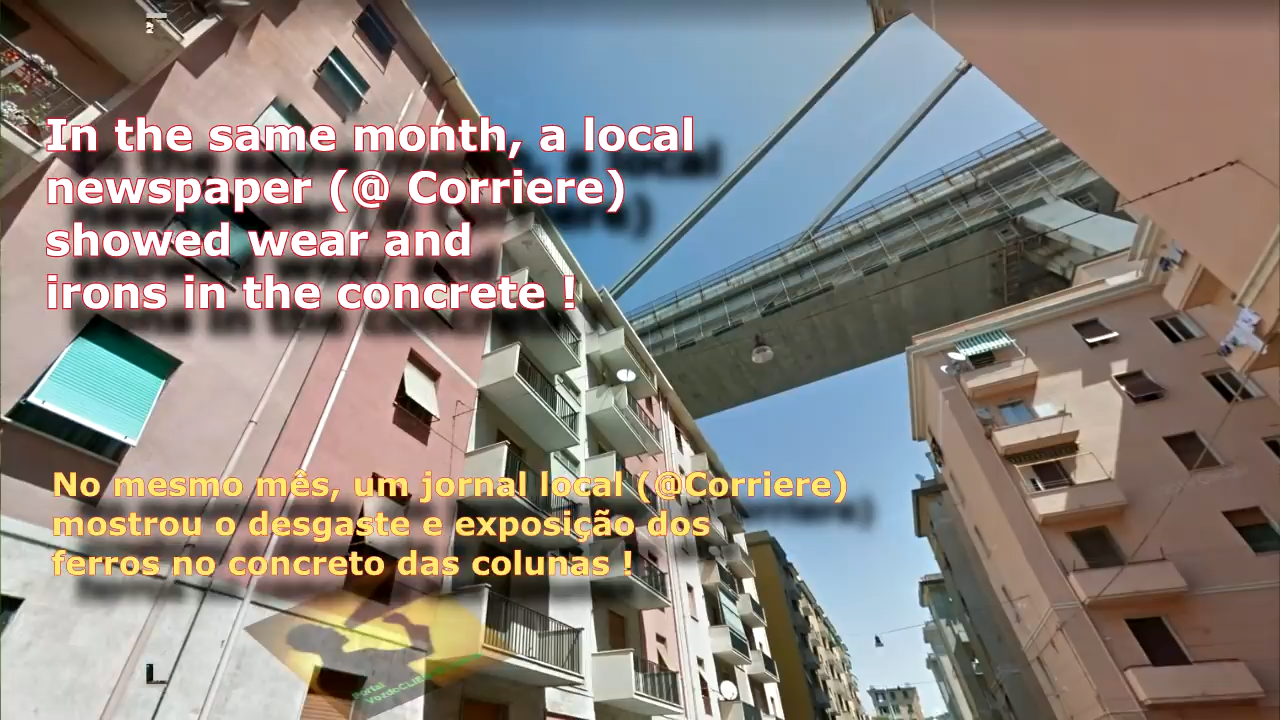 In the same month, a local
newspaper (@ Corriere)
showed wear and
irons in the concrete !
No mesmo mês, um jornal local (@Corriere)
mostrou o desgaste e exposição dos
ferros no concreto das colunas !
Portal